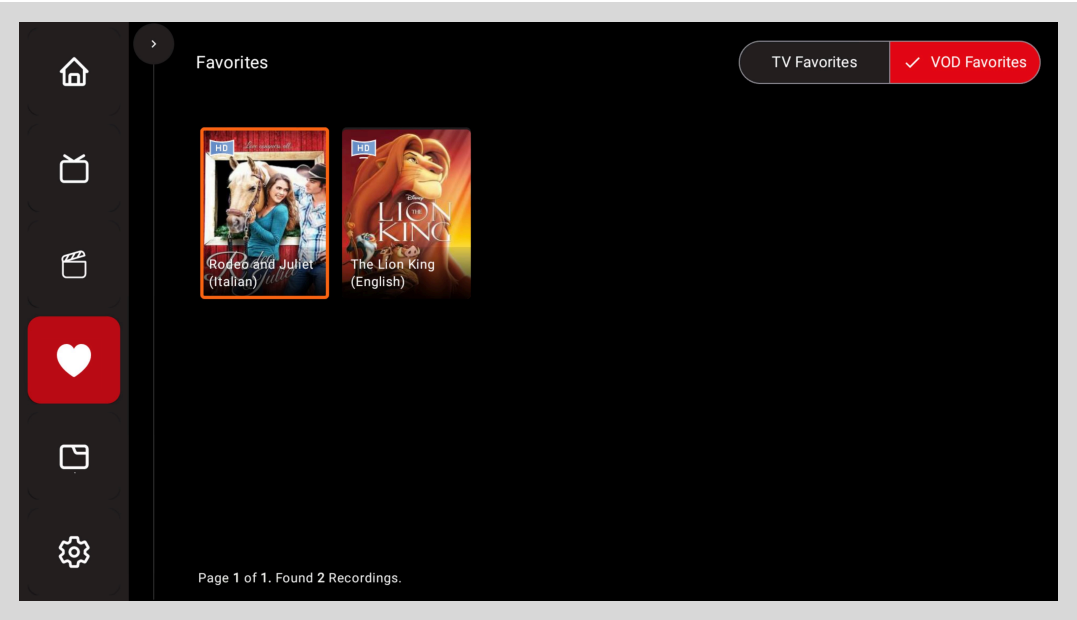 Favorites
TV Favorites
VOD Favorites
HD
HD
Disney
THE
LION
KING
Rodeo and Juliet
(Italian)
The Lion King
(English)
Page 1 of 1. Found 2 Recordings.